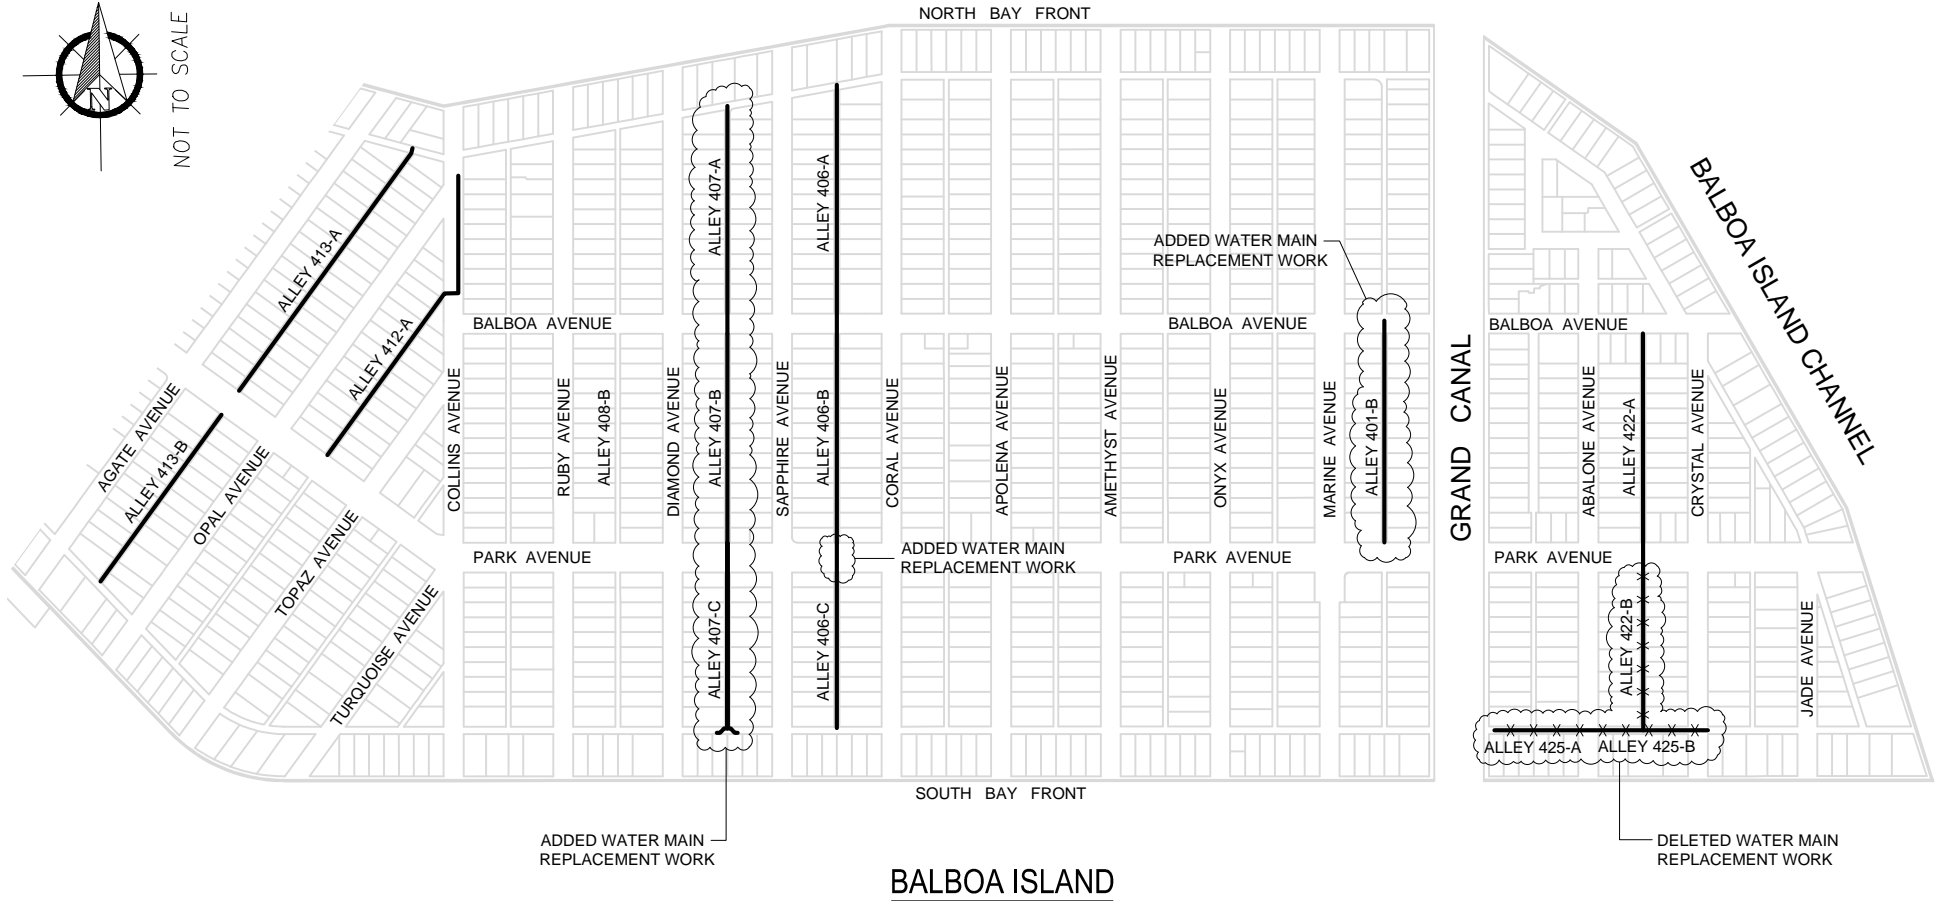 NORTH BAY FRONT
N
NOT TO SCALE
ALLEY 413-A
ALLEY 412-A
ALLEY 407-A
ALLEY 406-A
ADDED WATER MAIN
REPLACEMENT WORK
BALBOA ISLAND CHANNEL
BALBOA AVENUE
BALBOA AVENUE
BALBOA AVENUE
AGATE AVENUE
ALLEY 413-B
OPAL AVENUE
TOPAZ AVENUE
TURQUOISE AVENUE
COLLINS AVENUE
RUBY AVENUE
ALLEY 408-B
DIAMOND AVENUE
ALLEY 407-B
SAPPHIRE AVENUE
ALLEY 406-B
CORAL AVENUE
APOLENA AVENUE
AMETHYST AVENUE
ONYX AVENUE
MARINE AVENUE
ALLEY 401-B
GRAND CANAL
ABALONE AVENUE
ALLEY 422-A
CRYSTAL AVENUE
PARK AVENUE
ADDED WATER MAIN
REPLACEMENT WORK
PARK AVENUE
PARK AVENUE
ALLEY 407-C
ALLEY 406-C
ALLEY 422-B
JADE AVENUE
ALLEY 425-A
ALLEY 425-B
SOUTH BAY FRONT
ADDED WATER MAIN
REPLACEMENT WORK
DELETED WATER MAIN
REPLACEMENT WORK
BALBOA ISLAND